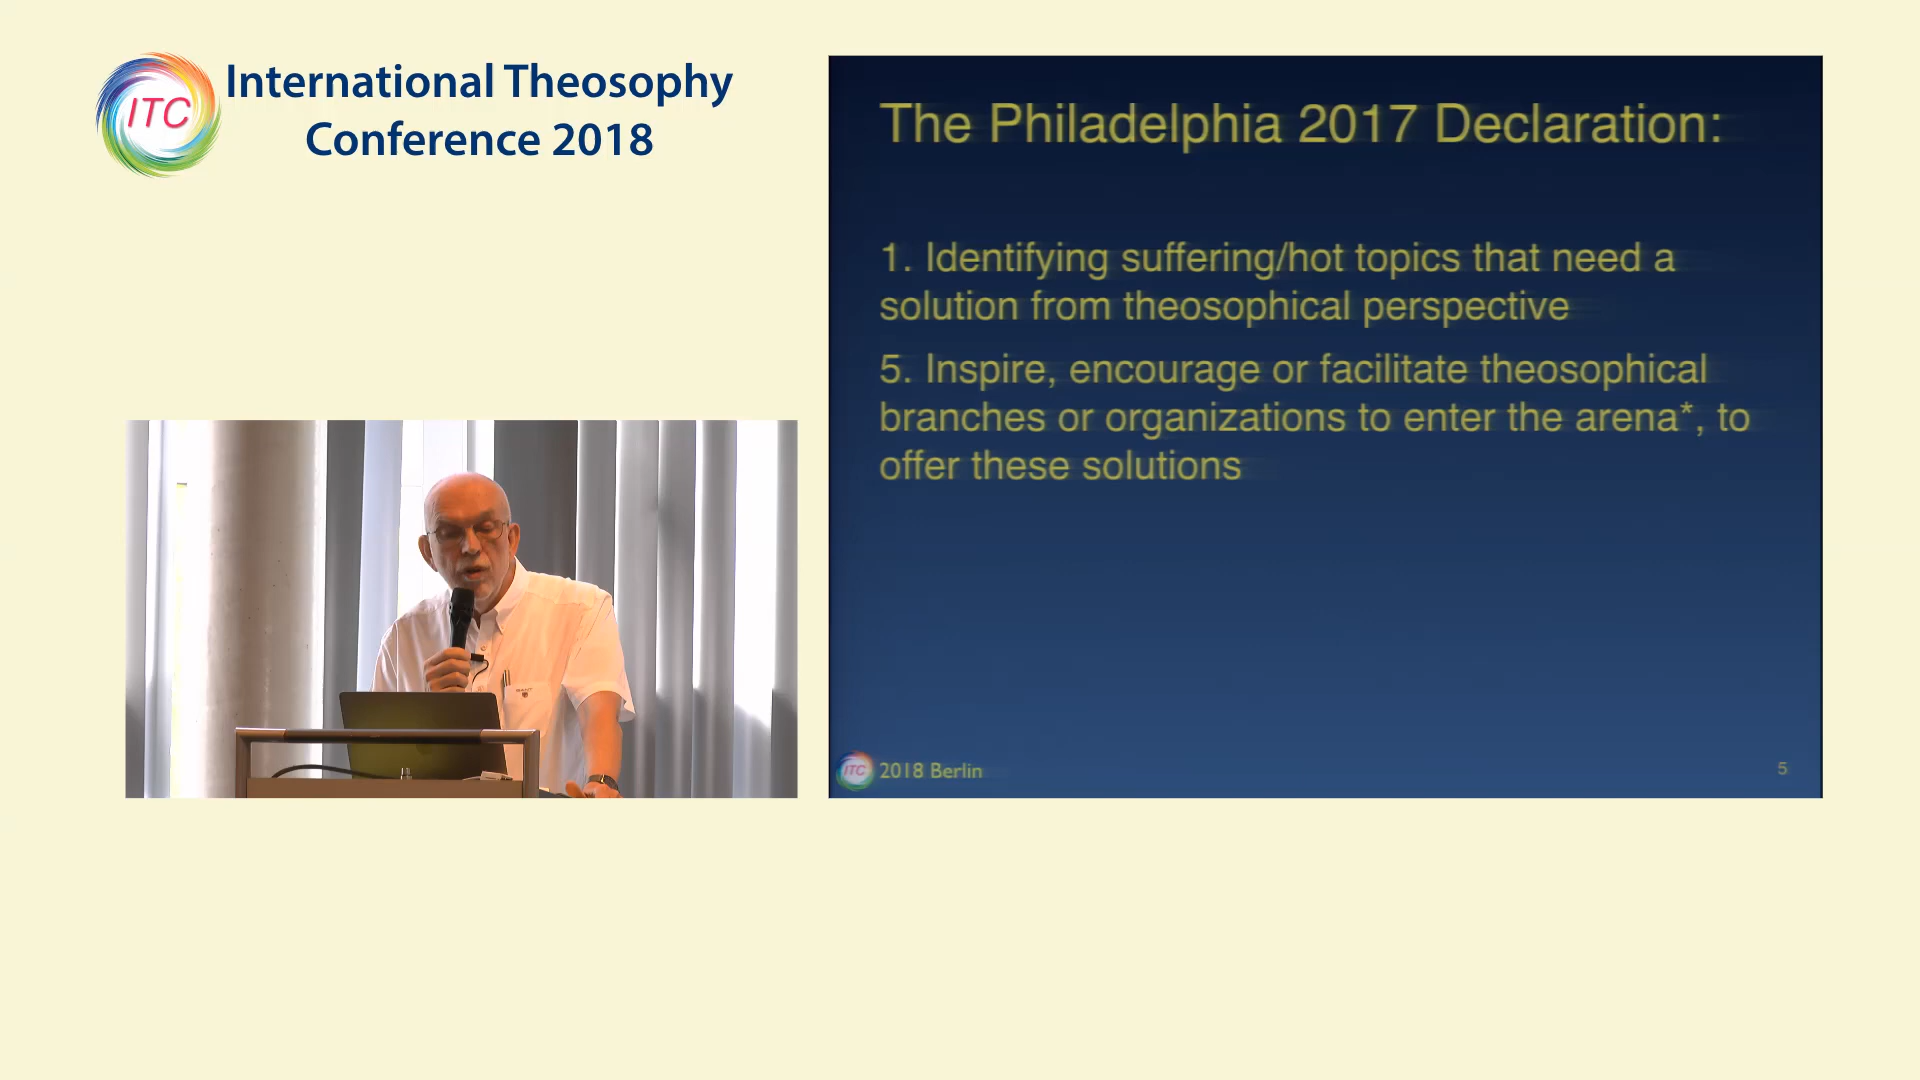 ITC
International Theosophy
Conference 2018
The Philadelphia 2017 Declaration:
1. Identifying suffering/hot topics that need a
solution from theosophical perspective
5. Inspire, encourage or facilitate theosophical
branches or organizations to enter the arena*, to
offer these solutions
ITC
2018 Berlin
5